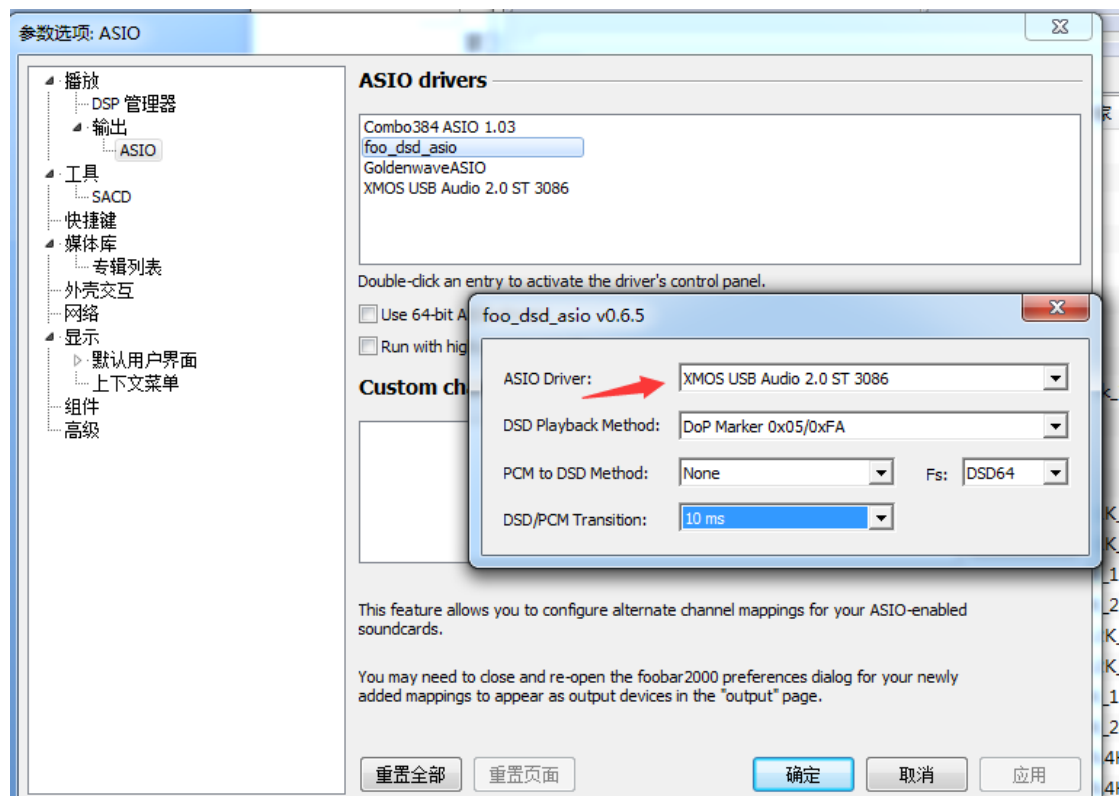 参数选项: ASIO
播放
DSP 管理器
输出
ASIO
工具
SACD
快捷键
媒体库
专辑列表
外壳交互
网络
显示
默认用户界面
上下文菜单
组件
高级
ASIO drivers
Combo384 ASIO 1.03
foo_dsd_asio
GoldenwaveASIO
XMOS USB Audio 2.0 ST 3086
Double-click an entry to activate the driver's control panel.
Use 64-bit A
Run with hig
Custom ch
foo_dsd_asio v0.6.5
ASIO Driver: XMOS USB Audio 2.0 ST 3086
DSD Playback Method: DoP Marker 0x05/0xFA
PCM to DSD Method: None Fs: DSD64
DSD/PCM Transition: 10 ms
This feature allows you to configure alternate channel mappings for your ASIO-enabled
soundcards.
You may need to close and re-open the foobar2000 preferences dialog for your newly
added mappings to appear as output devices in the "output" page.
重置全部 重置页面 确定 取消 应用